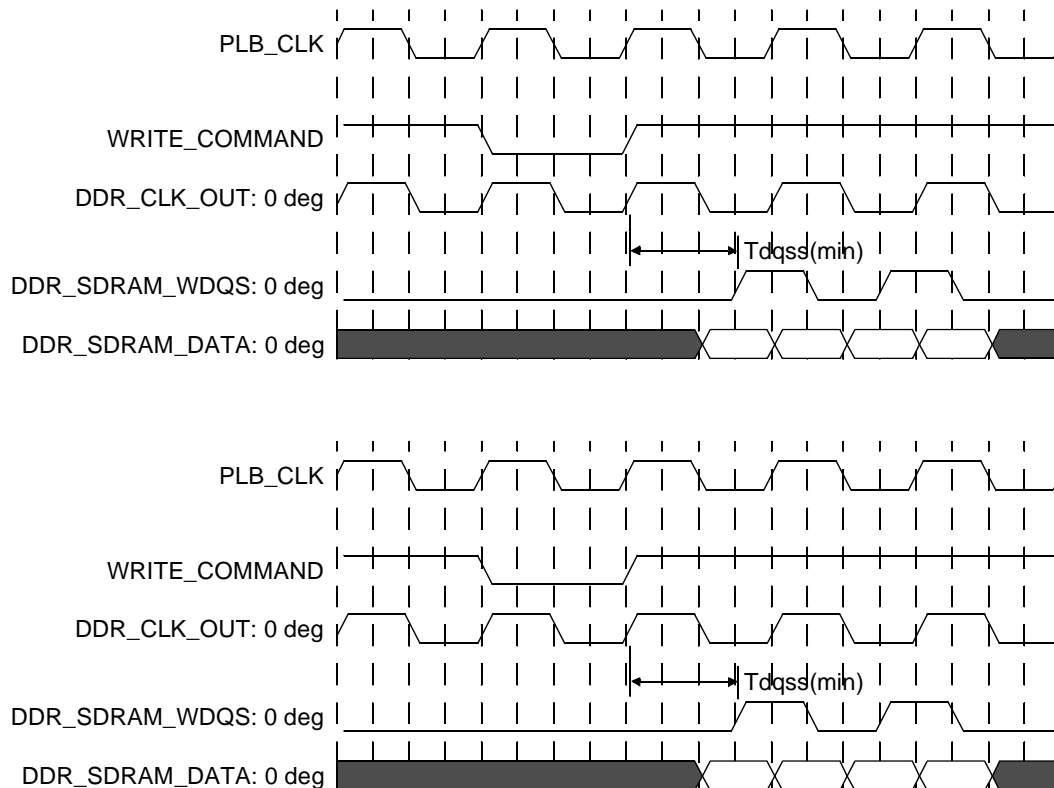 PLB_CLK
WRITE_COMMAND
DDR_CLK_OUT: 0 deg
Tdqss(min)
DDR_SDRAM_WDQS: 0 deg
DDR_SDRAM_DATA: 0 deg
PLB_CLK
WRITE_COMMAND
DDR_CLK_OUT: 0 deg
Tdqss(min)
DDR_SDRAM_WDQS: 0 deg
DDR_SDRAM_DATA: 0 deg